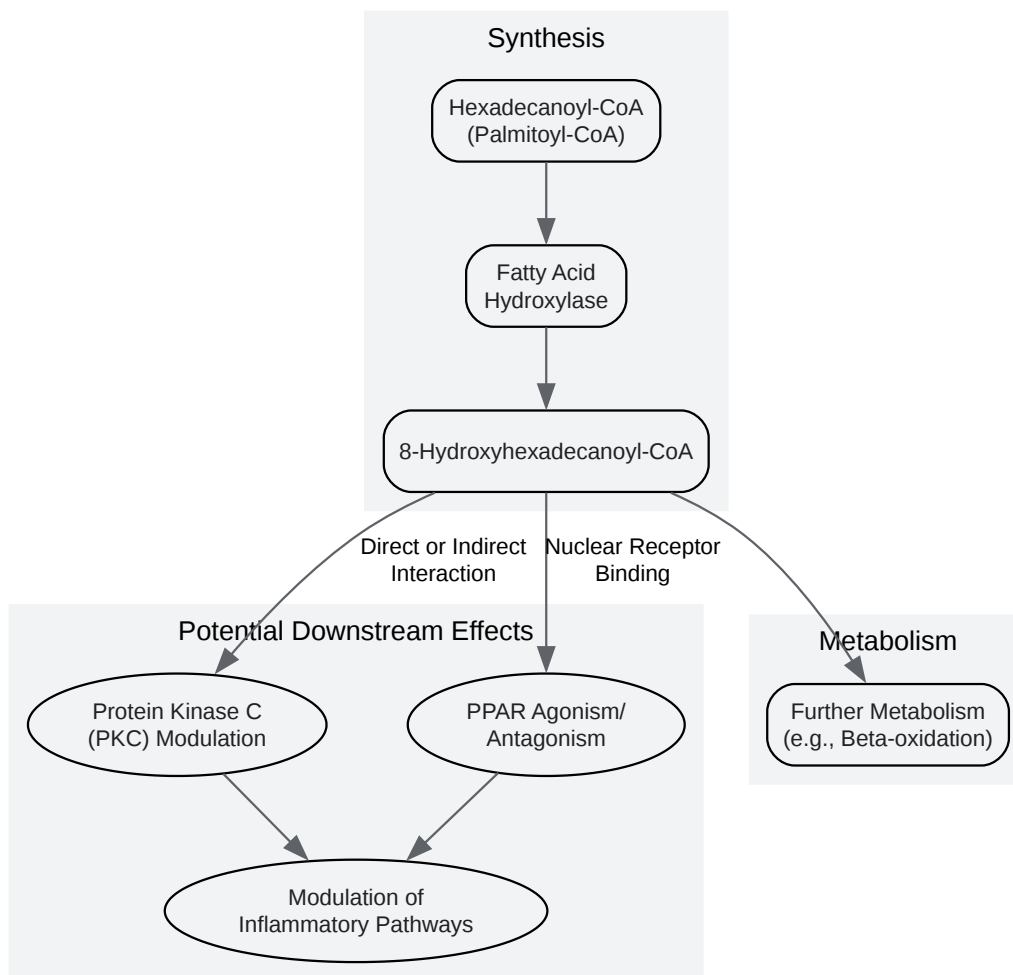 Synthesis
Hexadecanoyl-CoA
(Palmitoyl-CoA)
Fatty Acid
Hydroxylase
8-Hydroxyhexadecanoyl-CoA
Direct or Indirect
Interaction
Nuclear Receptor
Binding
Potential Downstream Effects
Protein Kinase C
(PKC) Modulation
PPAR Agonism/
Antagonism
Modulation of
Inflammatory Pathways
Metabolism
Further Metabolism
(e.g., Beta-oxidation)